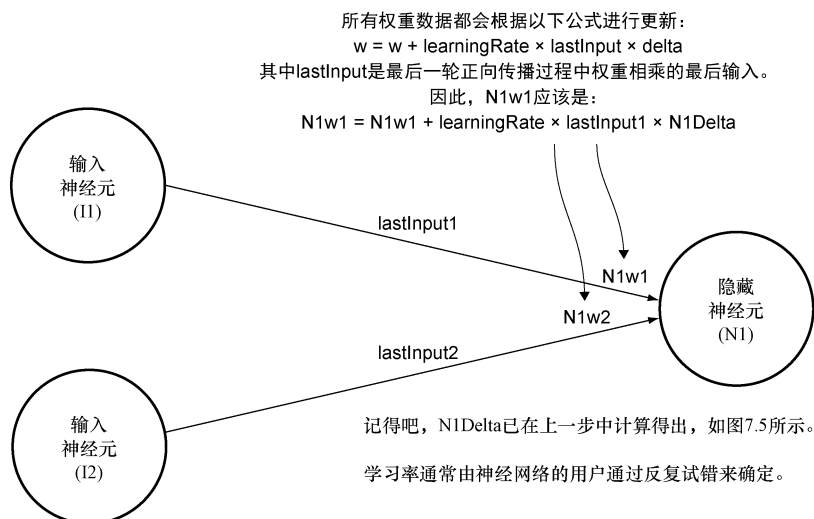 所有权重数据都会根据以下公式进行更新：
w = w + learningRate × lastInput × delta
其中lastInput是最后一轮正向传播过程中权重相乘的最后输入。
因此，N1w1应该是：
N1w1 = N1w1 + learningRate × lastInput1 × N1Delta
输入
神经元
(I1)
lastInput1
N1w1
隐藏
神经元
(N1)
N1w2
lastInput2
输入
神经元
(I2)
记得吧，N1Delta已在上一步中计算得出，如图7.5所示。
学习率通常由神经网络的用户通过反复试错来确定。